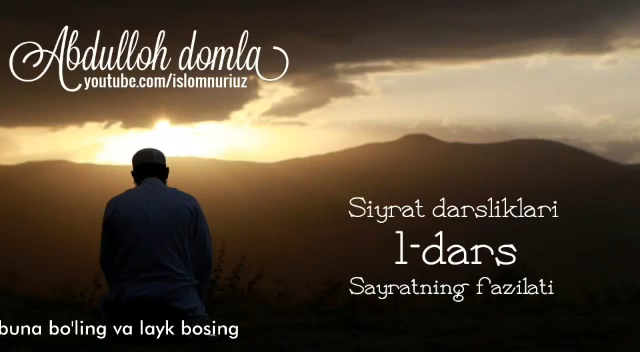 Abdulloh domla
youtube.com/islomnuriuz
Siyrat darsliklari
1-dars
Sayratning fazilati
buna bo'ling va layk bosing